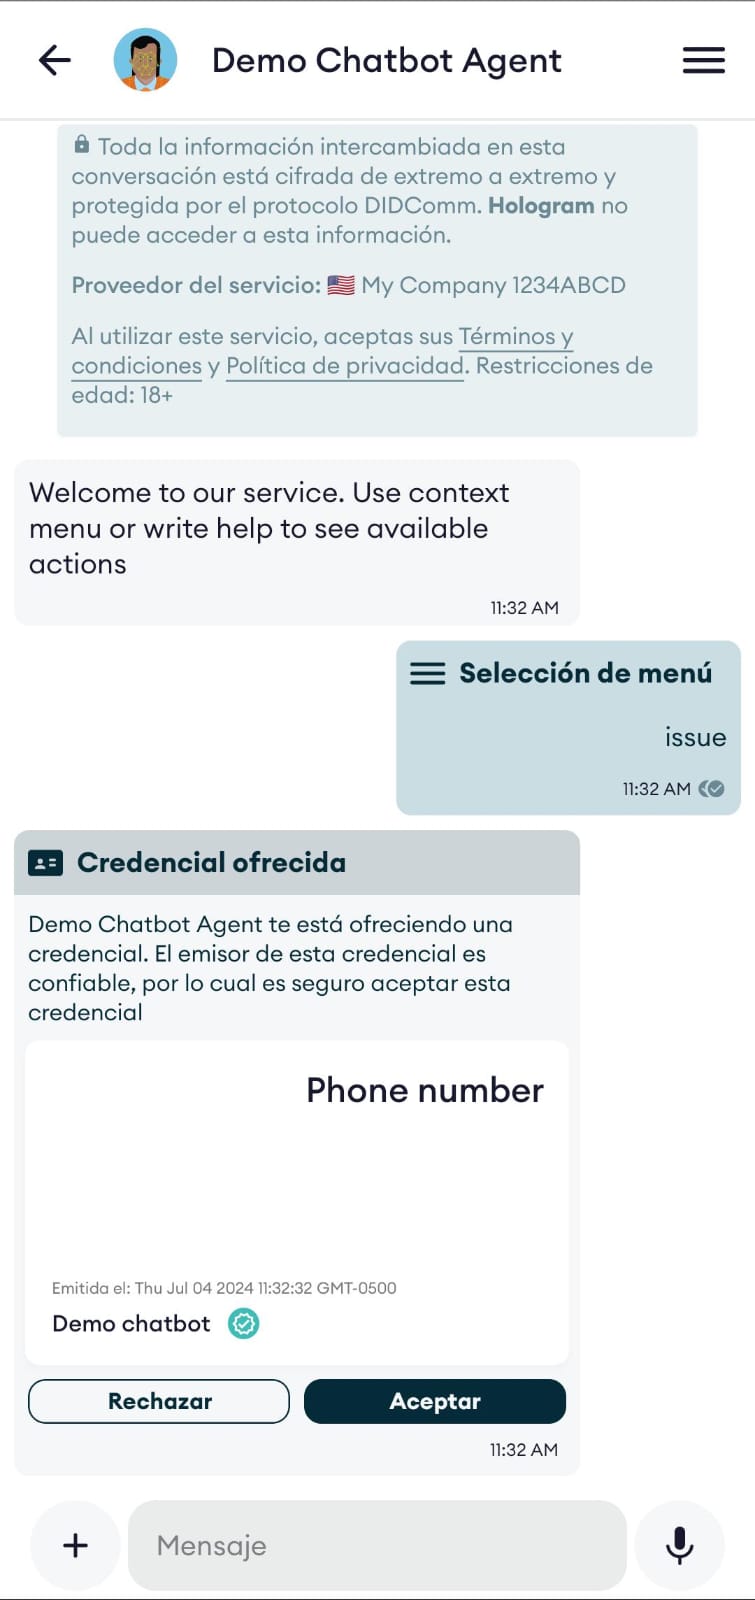 Demo Chatbot Agent
Toda la información intercambiada en esta
conversación está cifrada de extremo a extremo y
protegida por el protocolo DIDComm. Hologram no
puede acceder a esta información.
Proveedor del servicio: 🇺🇸 My Company 1234ABCD
Al utilizar este servicio, aceptas sus Términos y
condiciones y Política de privacidad. Restricciones de
edad: 18+
Welcome to our service. Use context
menu or write help to see available
actions
11:32 AM
Selección de menú
issue
11:32 AM
Credencial ofrecida
Demo Chatbot Agent te está ofreciendo una
credencial. El emisor de esta credencial es
confiable, por lo cual es seguro aceptar esta
credencial
Phone number
Emitida el: Thu Jul 04 2024 11:32:32 GMT-0500
Demo chatbot
Rechazar
Aceptar
11:32 AM
Mensaje